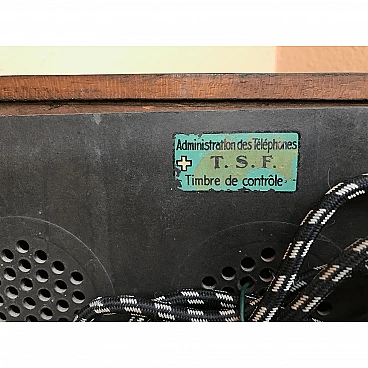 Administration des Téléphones
T. S. F.
Timbre de contrôle